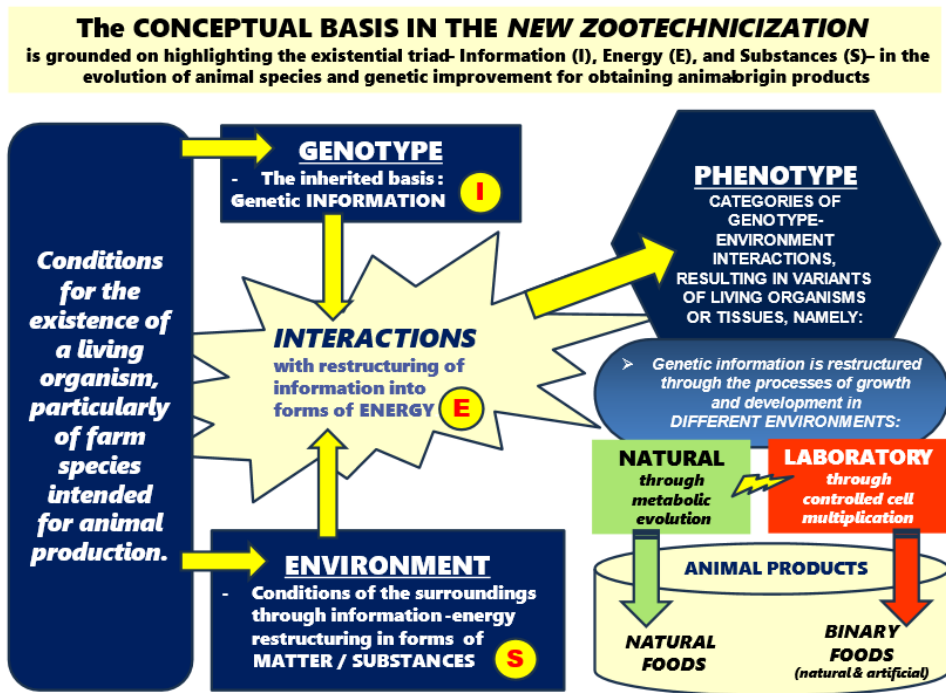 The CONCEPTUAL BASIS IN THE NEW ZOOTECHNICIZATION
is grounded on highlighting the existential triad– Information (I), Energy (E), and Substances (S)– in the
evolution of animal species and genetic improvement for obtaining animal-origin products
Conditions
for the
existence of
a living
organism,
particularly
of farm
species
intended
for animal
production.
GENOTYPE
- The inherited basis :
Genetic INFORMATION
I
INTERACTIONS
with restructuring of
information into
forms of ENERGY
E
ENVIRONMENT
- Conditions of the surroundings
through information -energy
restructuring in forms of
MATTER / SUBSTANCES
S
PHENOTYPE
CATEGORIES OF
GENOTYPE-
ENVIRONMENT
INTERACTIONS,
RESULTING IN VARIANTS
OF LIVING ORGANISMS
OR TISSUES, NAMELY:
➢ Genetic information is restructured
through the processes of growth
and development in
DIFFERENT ENVIRONMENTS:
NATURAL
through
metabolic
evolution
LABORATORY
through
controlled cell
multiplication
ANIMAL PRODUCTS
NATURAL
FOODS
BINARY
FOODS
(natural & artificial)